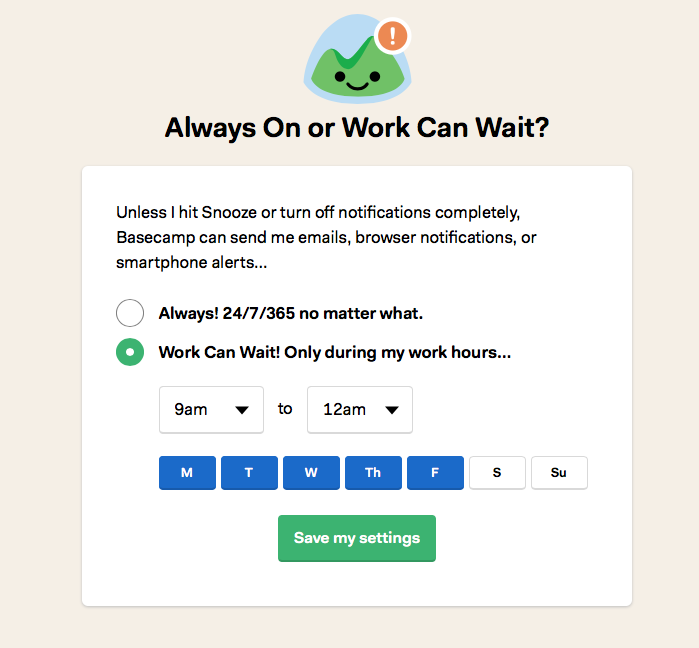 !
Always On or Work Can Wait?
Unless I hit Snooze or turn off notifications completely,
Basecamp can send me emails, browser notifications, or
smartphone alerts...
Always! 24/7/365 no matter what.
Work Can Wait! Only during my work hours...
9am to 12am
M T W Th F S Su
Save my settings